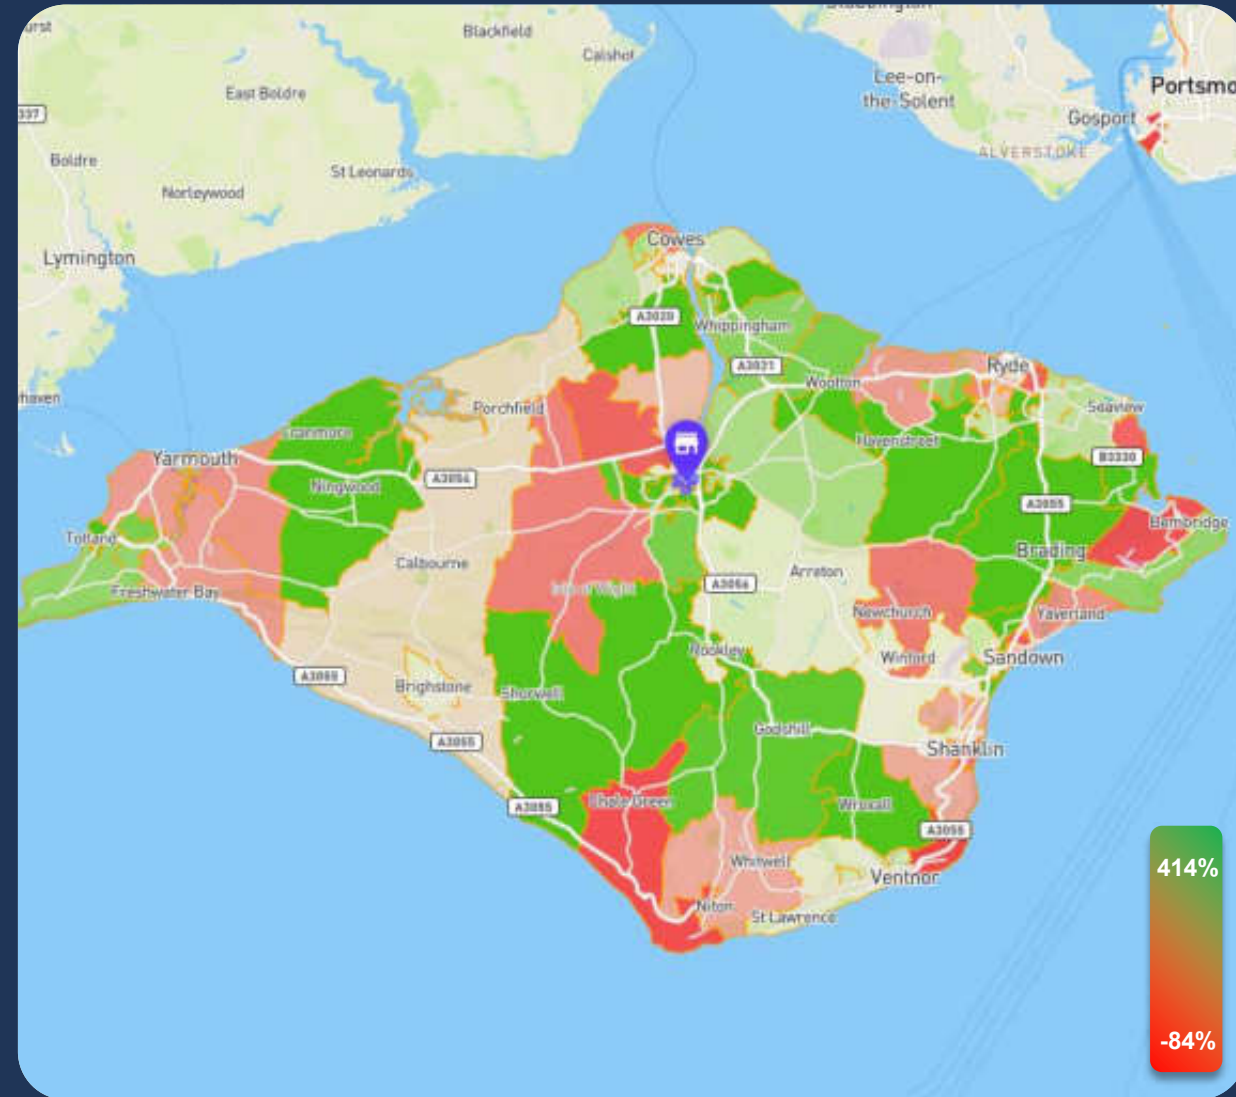 Blackfield
Calshot
East Boldre
Lee-on-
the-Solent
Portsmo
337
Gosport
Boldre
ALVERSTOKE
St Leonards
Norleywood
Lymington
Cowes
A3020
Whippingham
A3021
Ryde
Wootton
haven
Porchfield
Seaview
Cranmore
Havenstreet
Yarmouth
B3330
A3054
Ningwood
A3055
Bembridge
Totland
Brading
Calbourne
Arreton
A3056
Freshwater Bay
Isle of Wight
Newchurch
Yaverland
Rookley
Winford
Sandown
A3055
Brighstone
Shorwell
Godshill
A3055
Shanklin
A3055
Chale Green
Wroxall
A3055
Whitwell
414%
Ventnor
Niton
St Lawrence
-84%